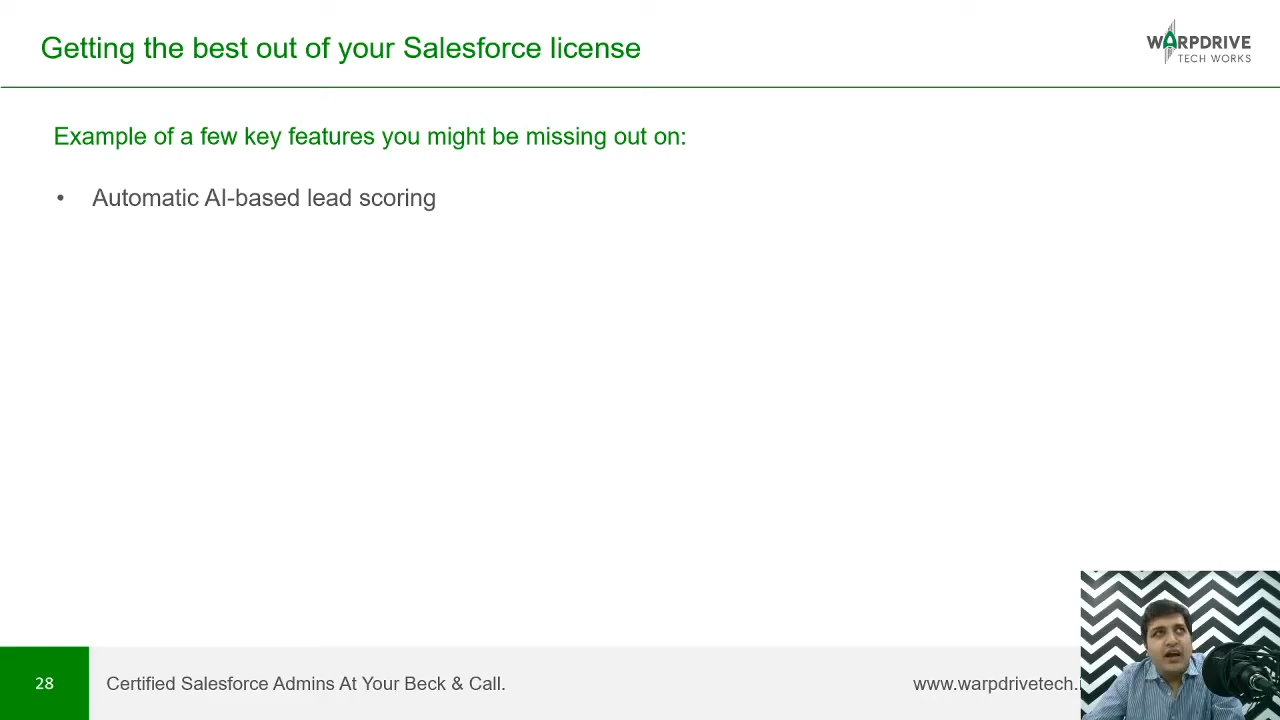 Getting the best out of your Salesforce license
WARPDRIVE
TECH WORKS
Example of a few key features you might be missing out on:
• Automatic AI-based lead scoring
28
Certified Salesforce Admins At Your Beck & Call.
www.warpdrivetech.